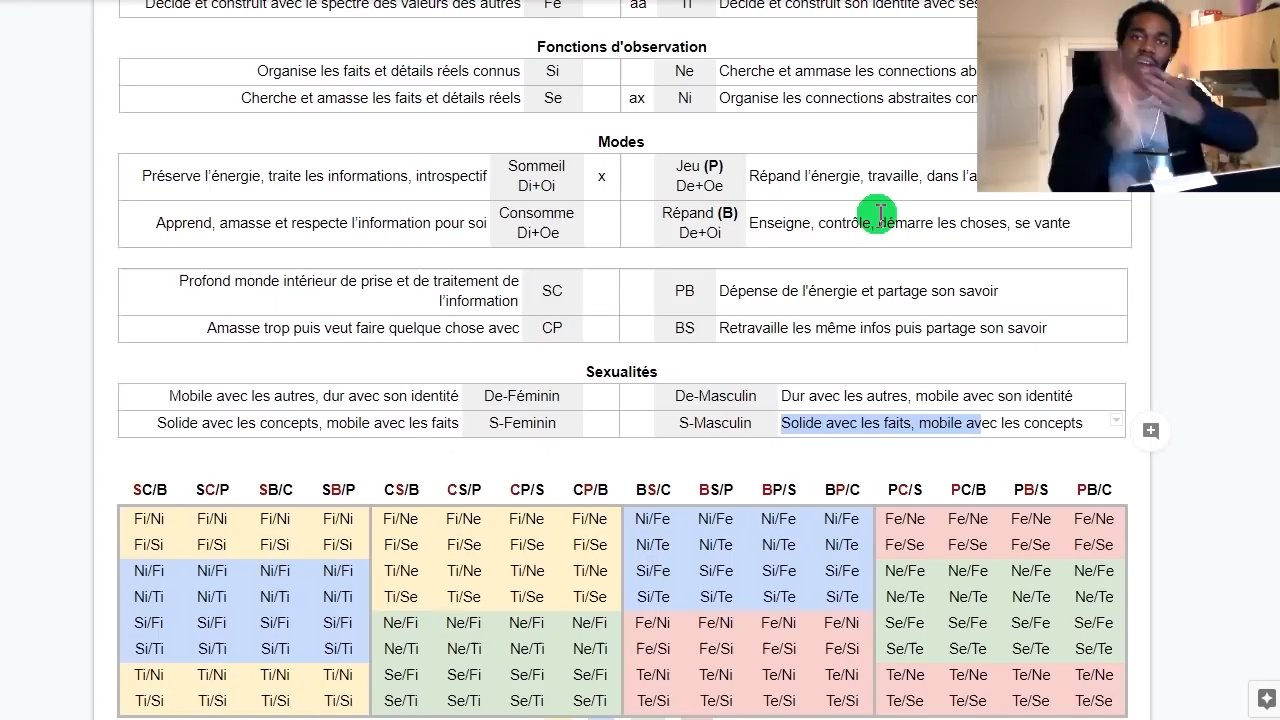 Décide et construit avec le spectre des valeurs des autres Fe aa Ti Décide et construit son identité avec ses
Fonctions d'observation
Organise les faits et détails réels connus Si Ne Cherche et ammase les connections ab
Cherche et amasse les faits et détails réels Se ax Ni Organise les connections abstraites con
Modes
Préserve l'énergie, traite les informations, introspectif Sommeil Di+Oi x Jeu (P) De+Oe Répand l'énergie, travaille, dans l'a
Apprend, amasse et respecte l'information pour soi Consomme Di+Oe Répand (B) De+Oi Enseigne, contrôle, démarre les choses, se vante
Profond monde intérieur de prise et de traitement de l'information SC PB Dépense de l'énergie et partage son savoir
Amasse trop puis veut faire quelque chose avec CP BS Retravaille les même infos puis partage son savoir
Sexualités
Mobile avec les autres, dur avec son identité De-Féminin De-Masculin Dur avec les autres, mobile avec son identité
Solide avec les concepts, mobile avec les faits S-Feminin S-Masculin Solide avec les faits, mobile avec les concepts
SC/B SC/P SB/C SB/P CS/B CS/P CP/S CP/B BS/C BS/P BP/S BP/C PC/S PC/B PB/S PB/C
Fi/Ni Fi/Ni Fi/Ni Fi/Ni Fi/Ne Fi/Ne Fi/Ne Fi/Ne Ni/Fe Ni/Fe Ni/Fe Ni/Fe Fe/Ne Fe/Ne Fe/Ne Fe/Ne
Fi/Si Fi/Si Fi/Si Fi/Si Fi/Se Fi/Se Fi/Se Fi/Se Ni/Te Ni/Te Ni/Te Ni/Te Fe/Se Fe/Se Fe/Se Fe/Se
Ni/Fi Ni/Fi Ni/Fi Ni/Fi Ti/Ne Ti/Ne Ti/Ne Ti/Ne Si/Fe Si/Fe Si/Fe Si/Fe Ne/Fe Ne/Fe Ne/Fe Ne/Fe
Ni/Ti Ni/Ti Ni/Ti Ni/Ti Ti/Se Ti/Se Ti/Se Ti/Se Si/Te Si/Te Si/Te Si/Te Ne/Te Ne/Te Ne/Te Ne/Te
Si/Fi Si/Fi Si/Fi Si/Fi Ne/Fi Ne/Fi Ne/Fi Ne/Fi Fe/Ni Fe/Ni Fe/Ni Fe/Ni Se/Fe Se/Fe Se/Fe Se/Fe
Si/Ti Si/Ti Si/Ti Si/Ti Ne/Ti Ne/Ti Ne/Ti Ne/Ti Fe/Si Fe/Si Fe/Si Fe/Si Se/Te Se/Te Se/Te Se/Te
Ti/Ni Ti/Ni Ti/Ni Ti/Ni Se/Fi Se/Fi Se/Fi Se/Fi Te/Ni Te/Ni Te/Ni Te/Ni Te/Ne Te/Ne Te/Ne Te/Ne
Ti/Si Ti/Si Ti/Si Ti/Si Se/Ti Se/Ti Se/Ti Se/Ti Te/Si Te/Si Te/Si Te/Si Te/Se Te/Se Te/Se Te/Se